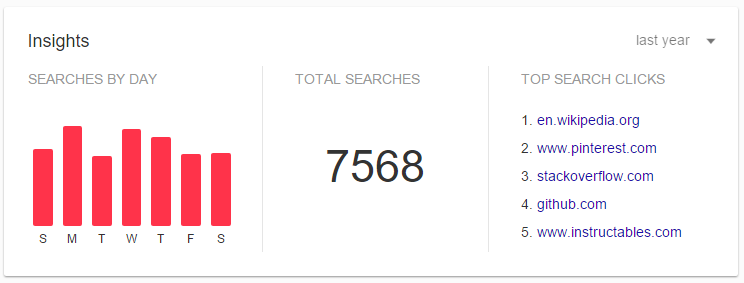 Insights
last year
SEARCHES BY DAY
S M T W T F S
TOTAL SEARCHES
7568
TOP SEARCH CLICKS
1. en.wikipedia.org
2. www.pinterest.com
3. stackoverflow.com
4. github.com
5. www.instructables.com